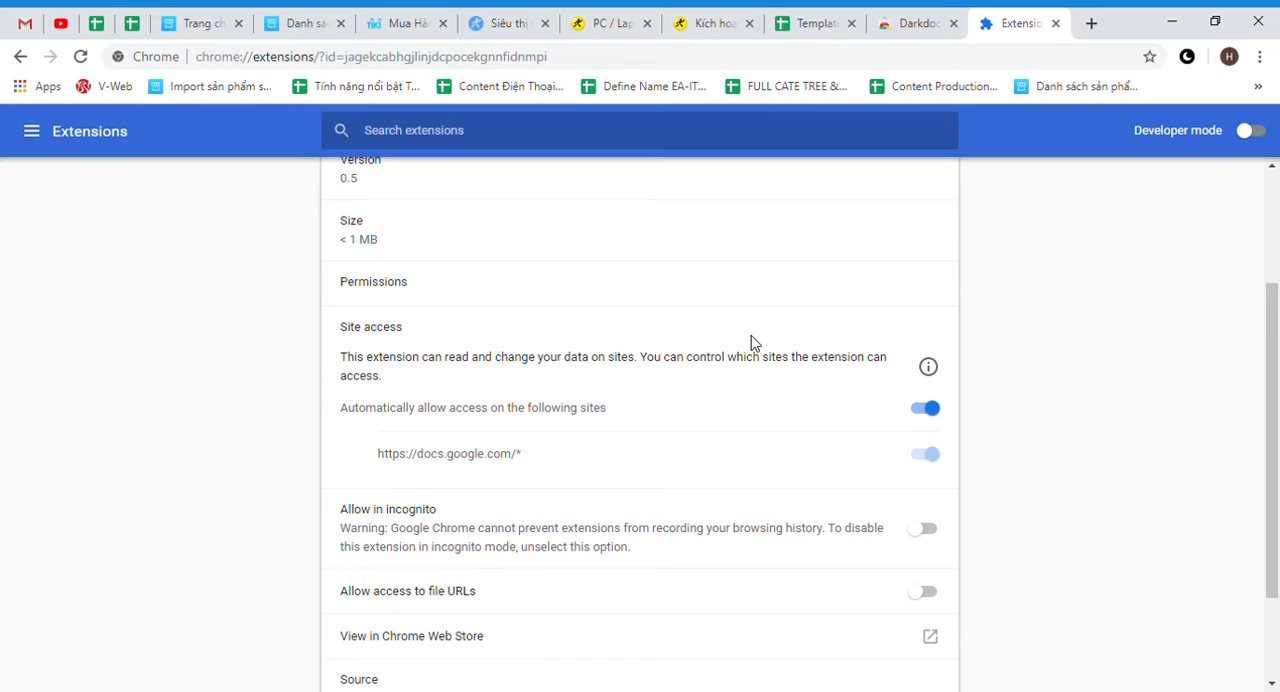 Trang ch
Danh sá
TIKI Mua Hà
Siêu thị
PC / Lap
Kích hoạ
Templat
Darkdoc
Extensio
Chrome | chrome://extensions/?id=jagekcabhgjlinjdcpocekgnnfidnmpi
H
Apps
V-Web
Import sản phẩm s...
Tính năng nổi bật T...
Content Điện Thoại...
Define Name EA-IT...
FULL CATE TREE &...
Content Production...
Danh sách sản phẩ...
»
Extensions
Search extensions
Developer mode
Version
0.5
Size
< 1 MB
Permissions
Site access
This extension can read and change your data on sites. You can control which sites the extension can
access.
Automatically allow access on the following sites
https://docs.google.com/*
Allow in incognito
Warning: Google Chrome cannot prevent extensions from recording your browsing history. To disable
this extension in incognito mode, unselect this option.
Allow access to file URLs
View in Chrome Web Store
Source